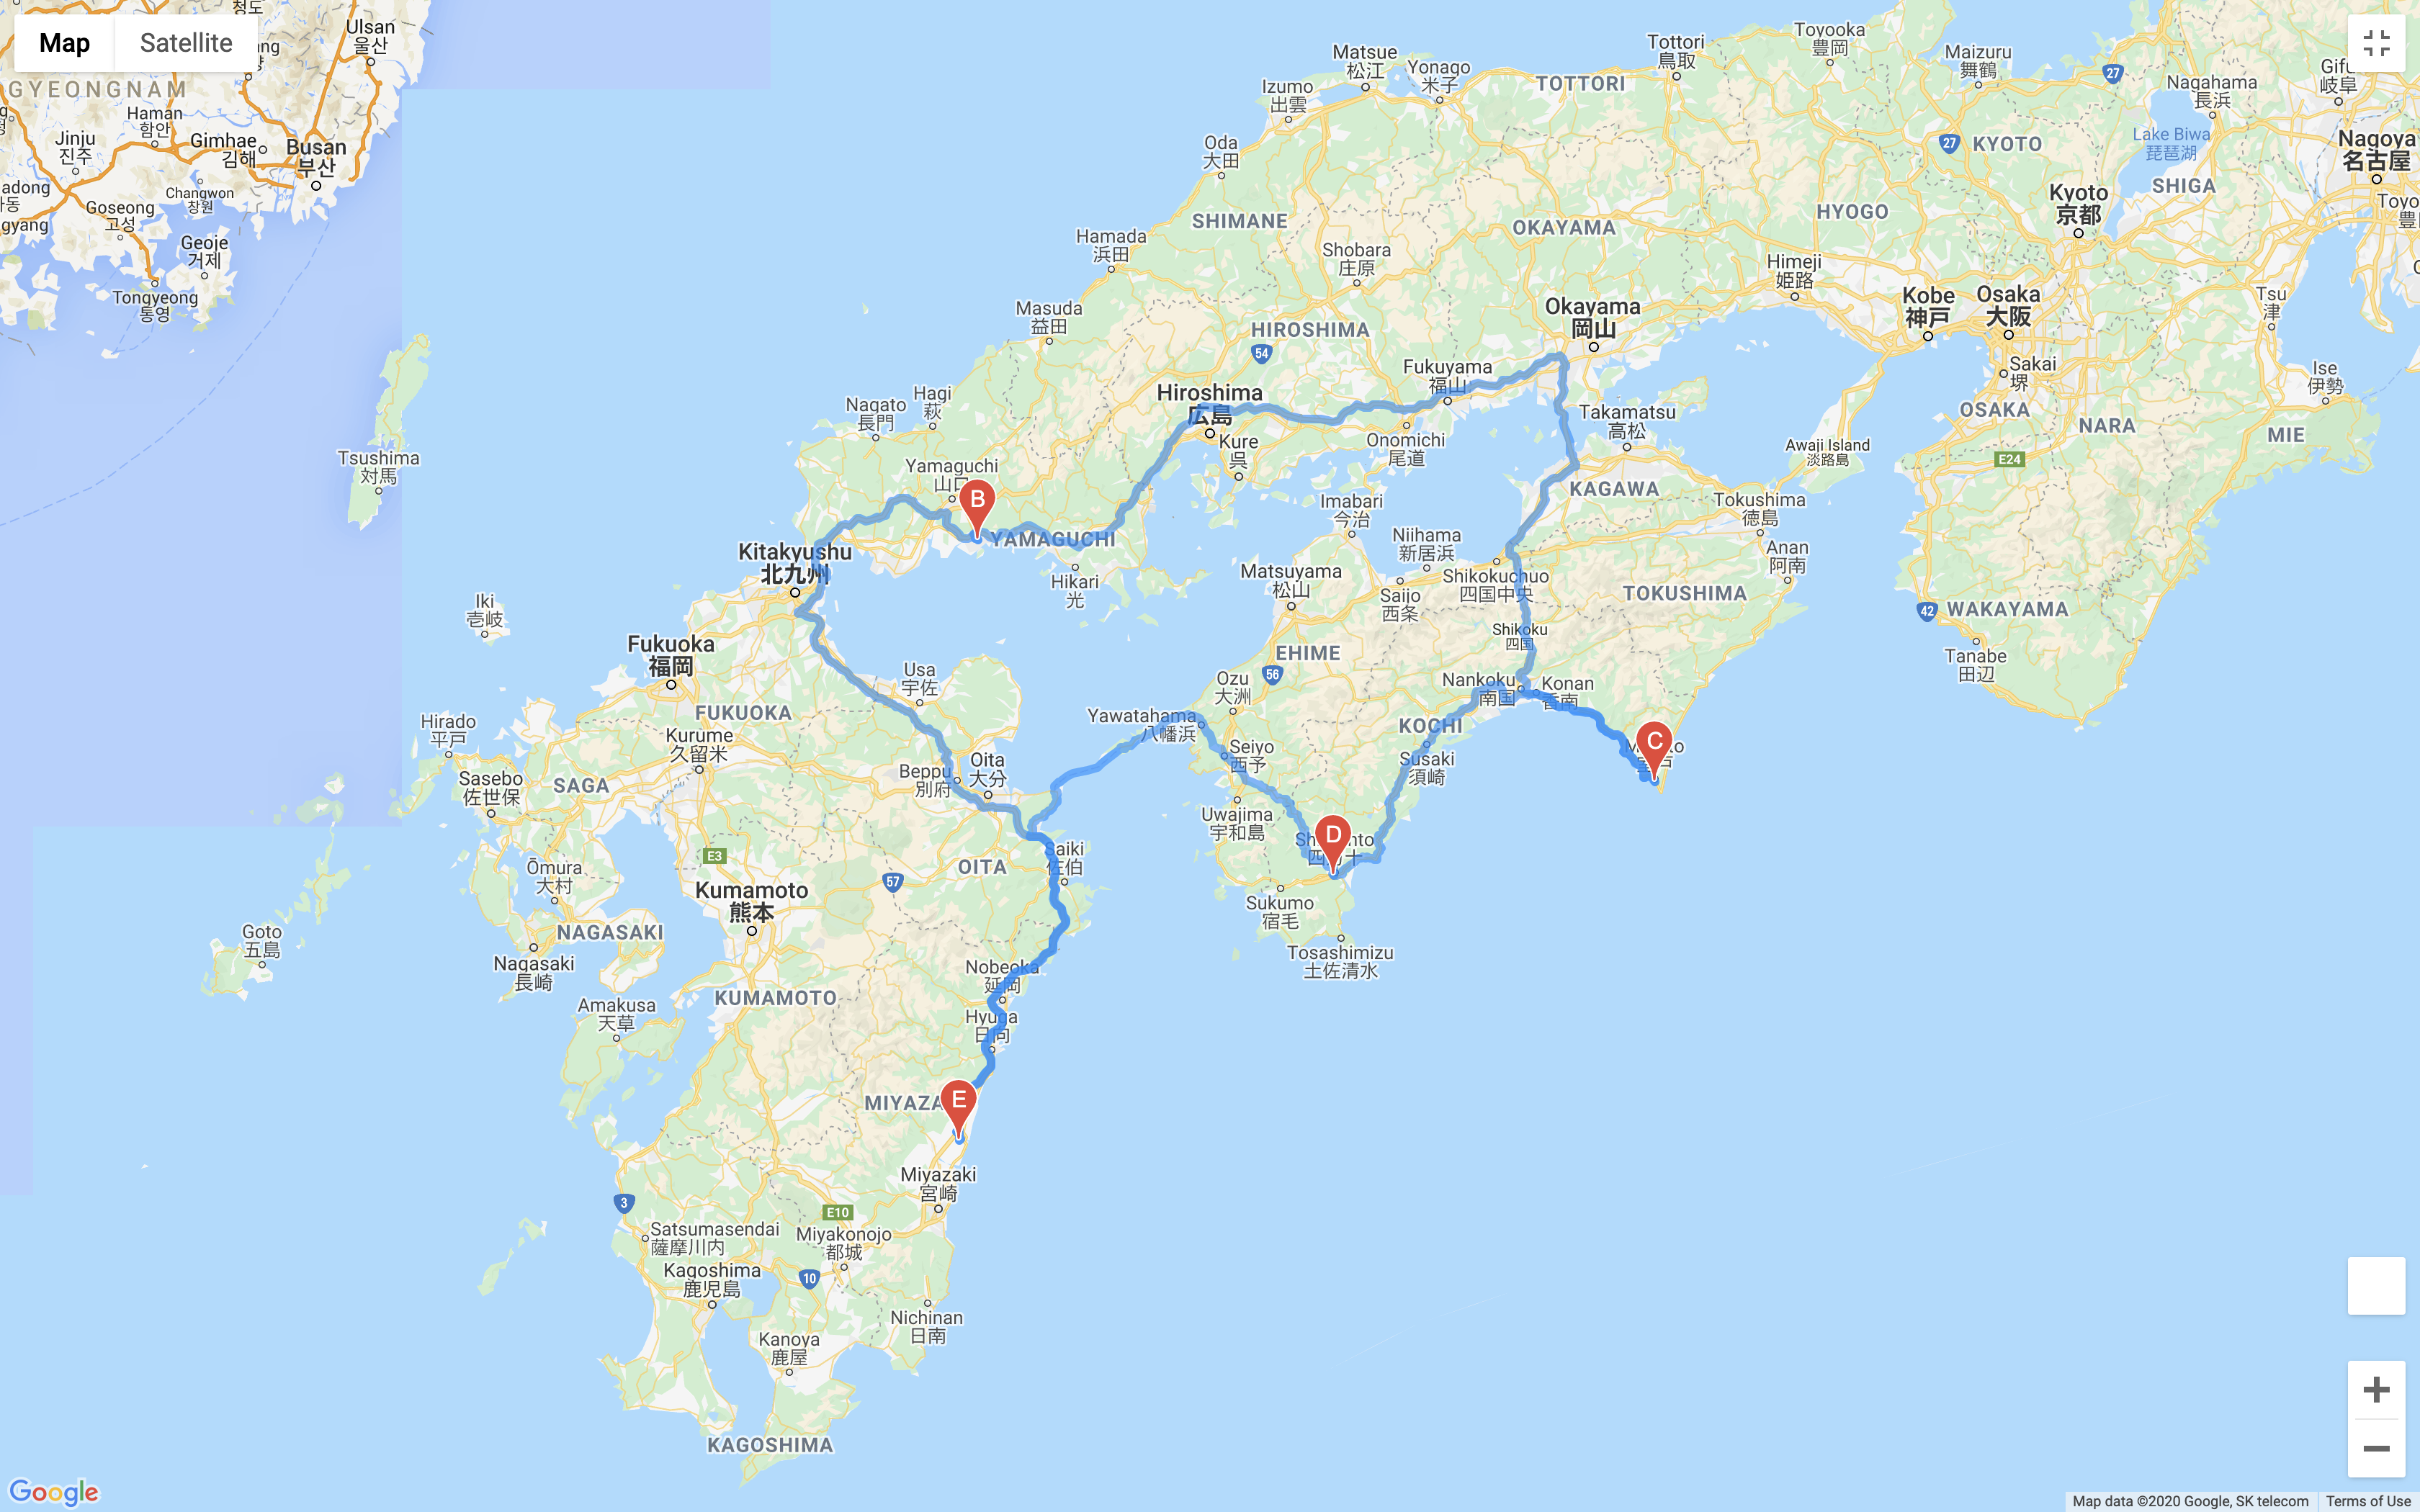 Map
Satellite
청도
Ulsan
울산
GYEONGNAM
Haman
함안
Jinju
진주
Gimhae
김해
Busan
부산
adong
gyang
Changwon
창원
Goseong
고성
Geoje
거제
Tongyeong
통영
Tsushima
対馬
Matsue
松江
Yonago
米子
Izumo
出雲
Oda
大田
TOTTORI
Tottori
鳥取
Toyooka
豊岡
Maizuru
舞鶴
27
Nagahama
長浜
Gifu
岐阜
Lake Biwa
琵琶湖
27
KYOTO
Nagoya
名古屋
SHIGA
Kyoto
京都
Toyo
HYOGO
SHIMANE
OKAYAMA
Hamada
浜田
Shobara
庄原
Himeji
姫路
Kobe
神戸
Osaka
大阪
Tsu
津
Masuda
益田
HIROSHIMA
54
Okayama
岡山
Fukuyama
福山
Sakai
堺
Ise
伊勢
Hiroshima
広島
Hagi
萩
Nagato
長門
Kure
呉
Onomichi
尾道
Takamatsu
高松
OSAKA
NARA
MIE
Awaji Island
淡路島
E24
Yamaguchi
山口
B
YAMAGUCHI
Imabari
今治
KAGAWA
Tokushima
徳島
Kitakyushu
北九州
Hikari
光
Niihama
新居浜
Matsuyama
松山
Saijo
西条
Shikokuchuo
四国中央
Anan
阿南
TOKUSHIMA
42
WAKAYAMA
Iki
壱岐
Fukuoka
福岡
Shikoku
四国
EHIME
56
Tanabe
田辺
Usa
宇佐
Ozu
大洲
Nankoku
南国
Konan
香南
FUKUOKA
Yawatahama
八幡浜
KOCHI
Hirado
平戸
Kurume
久留米
Seiyo
西予
Susaki
須崎
C
Sasebo
佐世保
SAGA
Beppu
別府
Oita
大分
Uwajima
宇和島
D
E3
OITA
Saiki
佐伯
Ōmura
大村
57
Kumamoto
熊本
Sukumo
宿毛
Goto
五島
NAGASAKI
Tosashimizu
土佐清水
Nagasaki
長崎
Nobeoka
延岡
KUMAMOTO
Amakusa
天草
Hyuga
日向
MIYAZA
E
Miyazaki
宮崎
3
E10
Satsumasendai
薩摩川内
Miyakonojo
都城
Kagoshima
鹿児島
10
Nichinan
日南
Kanoya
鹿屋
KAGOSHIMA
Google
Map data ©2020 Google, SK telecom
Terms of Use